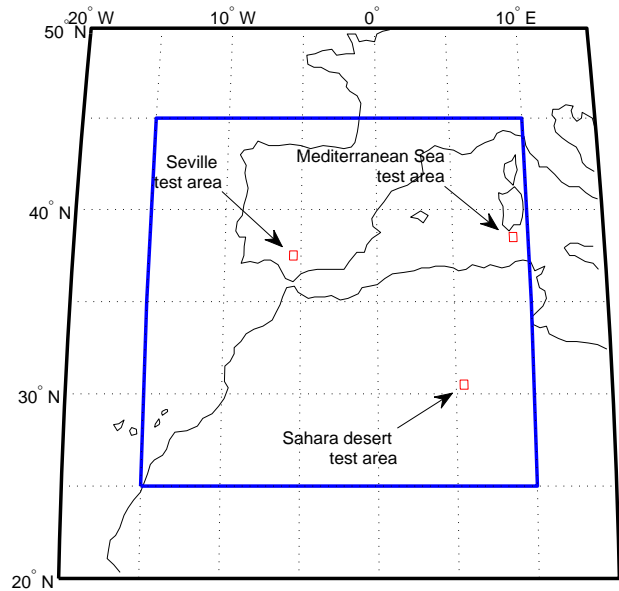 20° W
10° W
0°
10° E
50° N
Mediterranean Sea
test area
Seville
test area
40° N
30° N
Sahara desert
test area
20° N